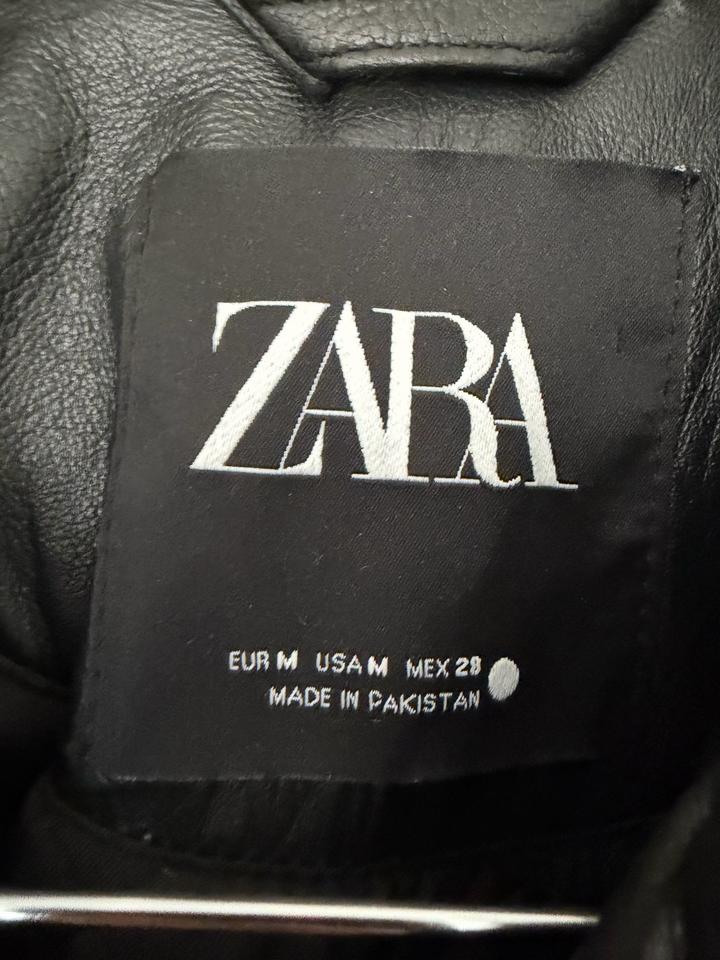 ZARA
EUR M USA M MEX 28
MADE IN PAKISTAN